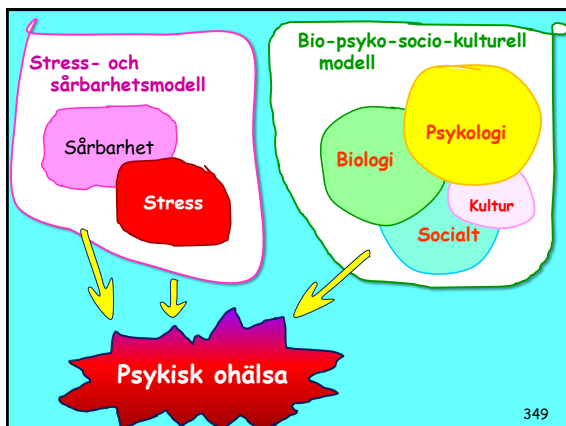 Stress- och
sårbarhetsmodell
Sårbarhet
Stress
Bio-psyko-socio-kulturell
modell
Psykologi
Biologi
Kultur
Socialt
Psykisk ohälsa
349